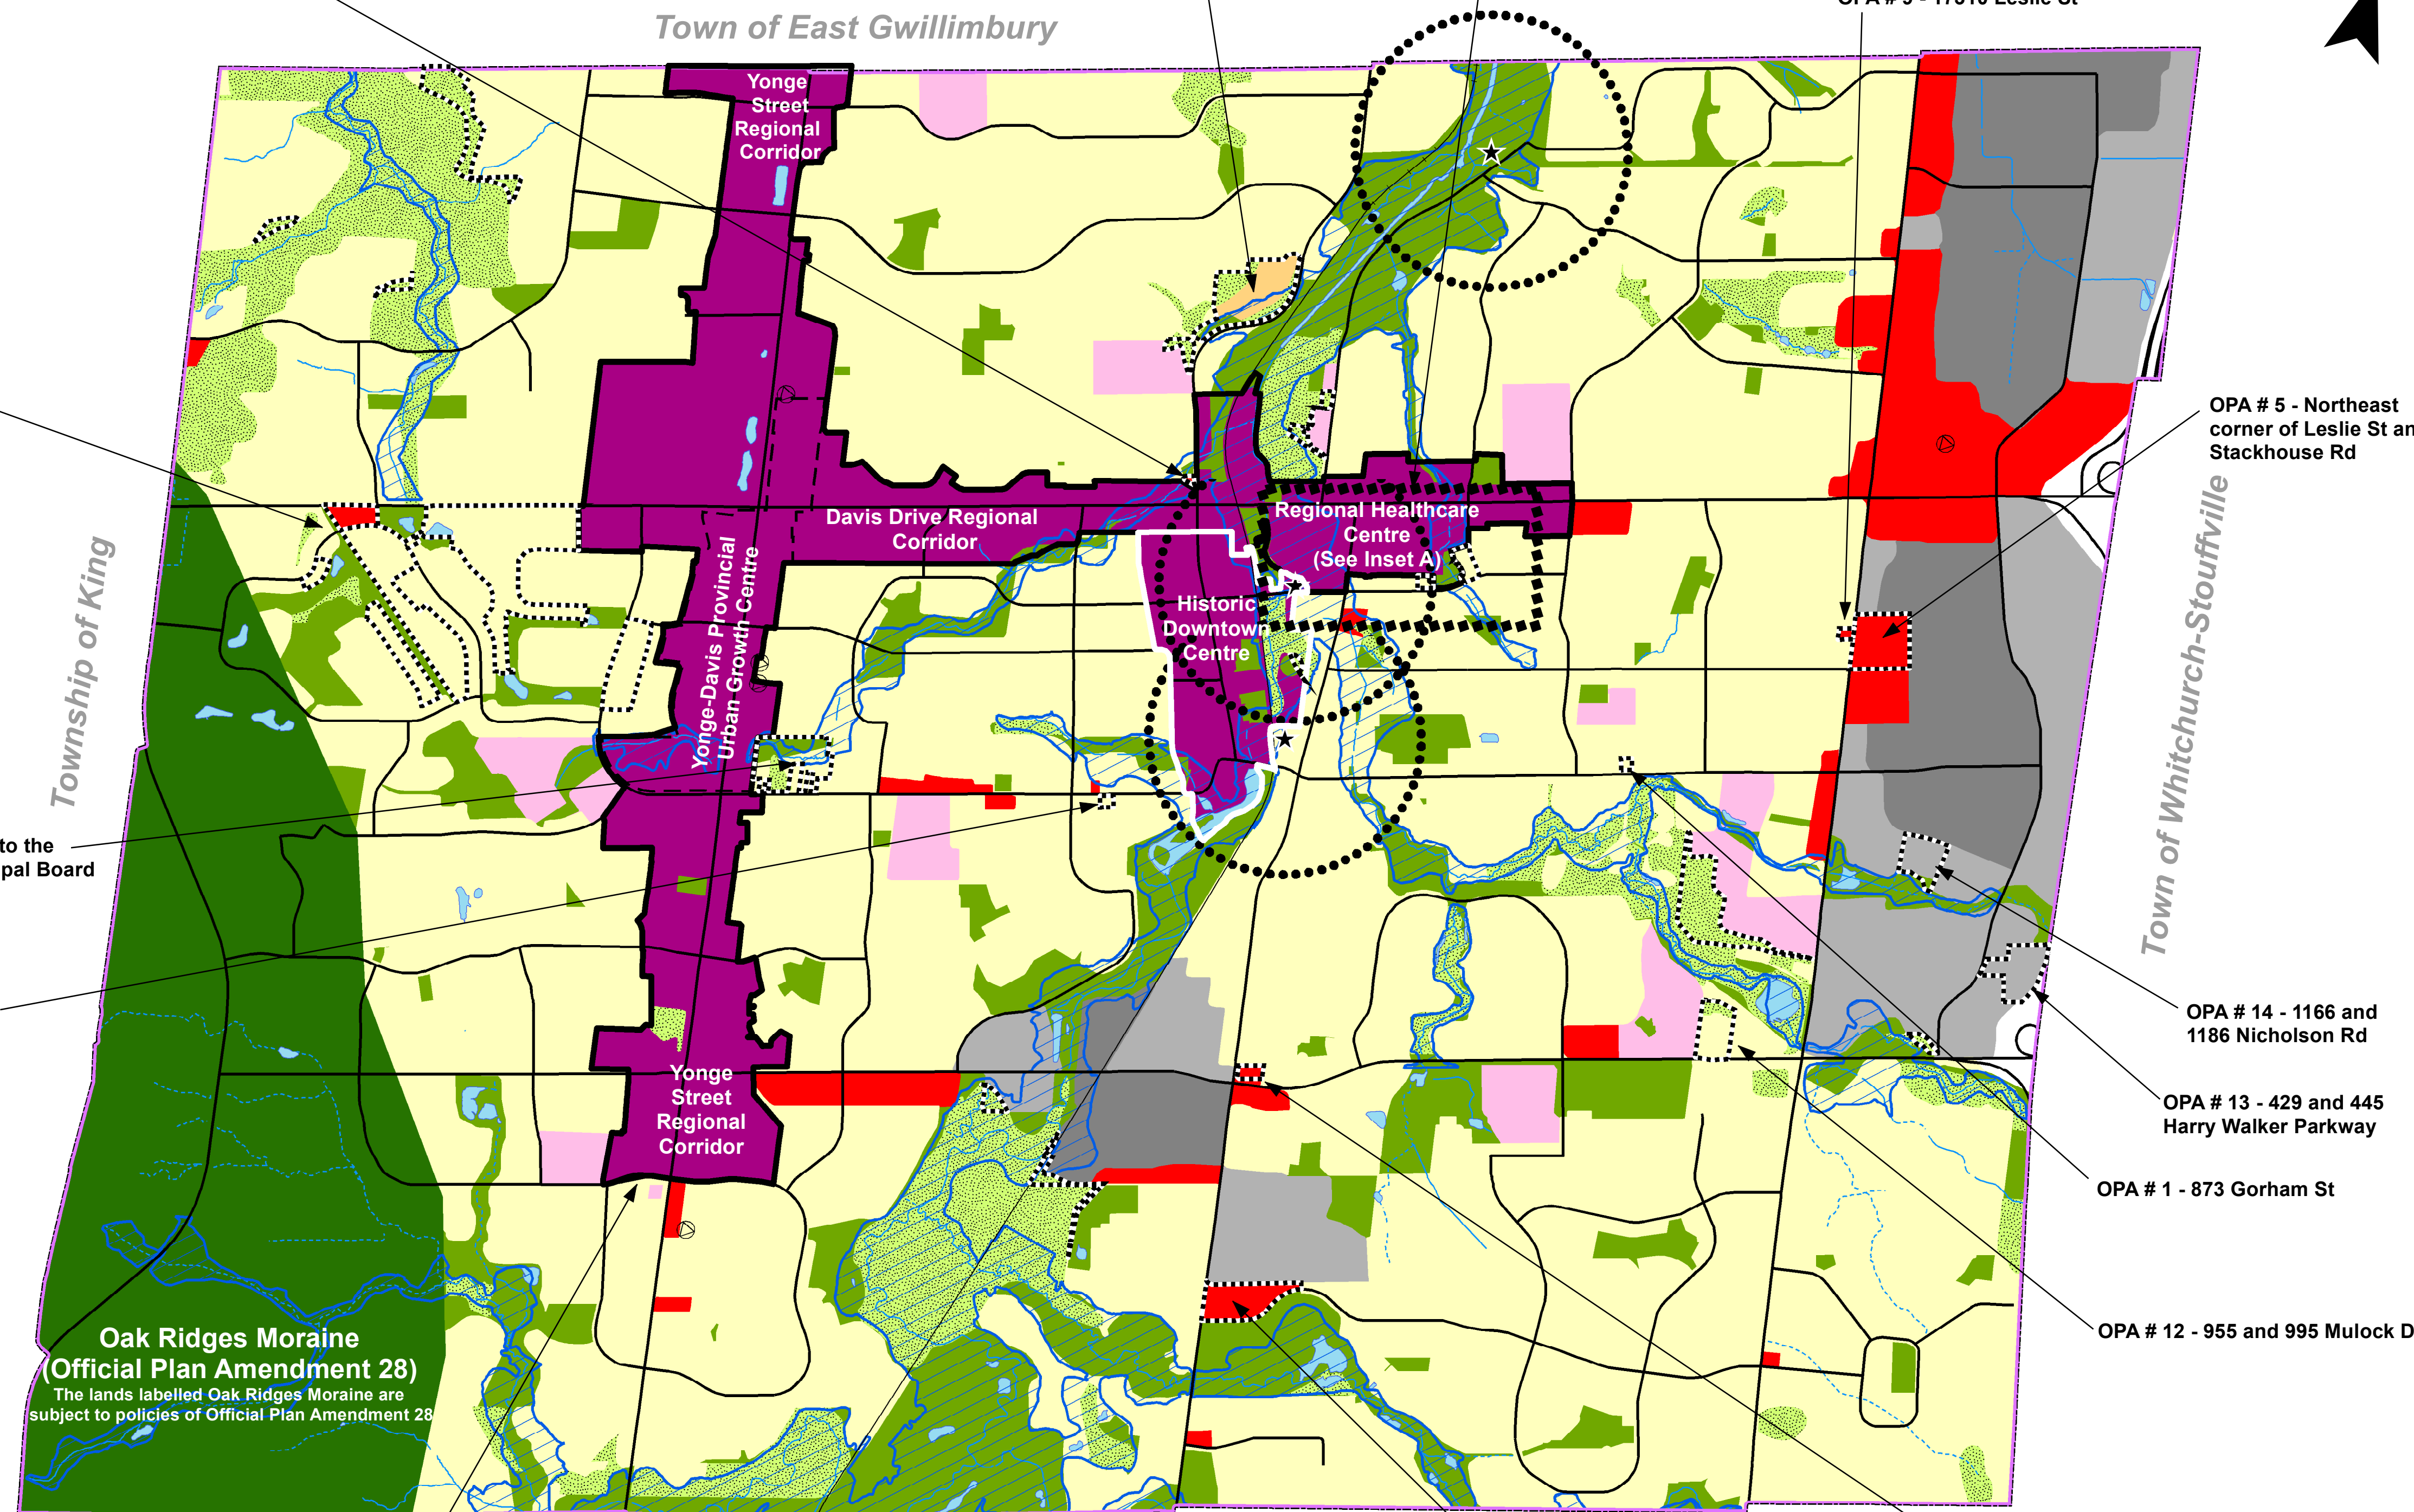 Town of East Gwillimbury
Yonge
Street
Regional
Corridor
OPA # 5 - Northeast
corner of Leslie St
Stackhouse Rd
Davis Drive Regional
Corridor
Regional Healthcare
Centre
(See Inset A)
Yonge-Davis Provincial
Urban Growth Centre
Historic
Downtown
Centre
Township of King
Town of Whitchurch-Stouffville
to the
pal Board
OPA # 14 - 1166 and
1186 Nicholson Rd
Yonge
Street
Regional
Corridor
OPA # 13 - 429 and 445
Harry Walker Parkway
OPA # 1 - 873 Gorham St
OPA # 12 - 955 and 995 Mulock D
Oak Ridges Moraine
(Official Plan Amendment 28)
The lands labelled Oak Ridges Moraine are
subject to policies of Official Plan Amendment 28